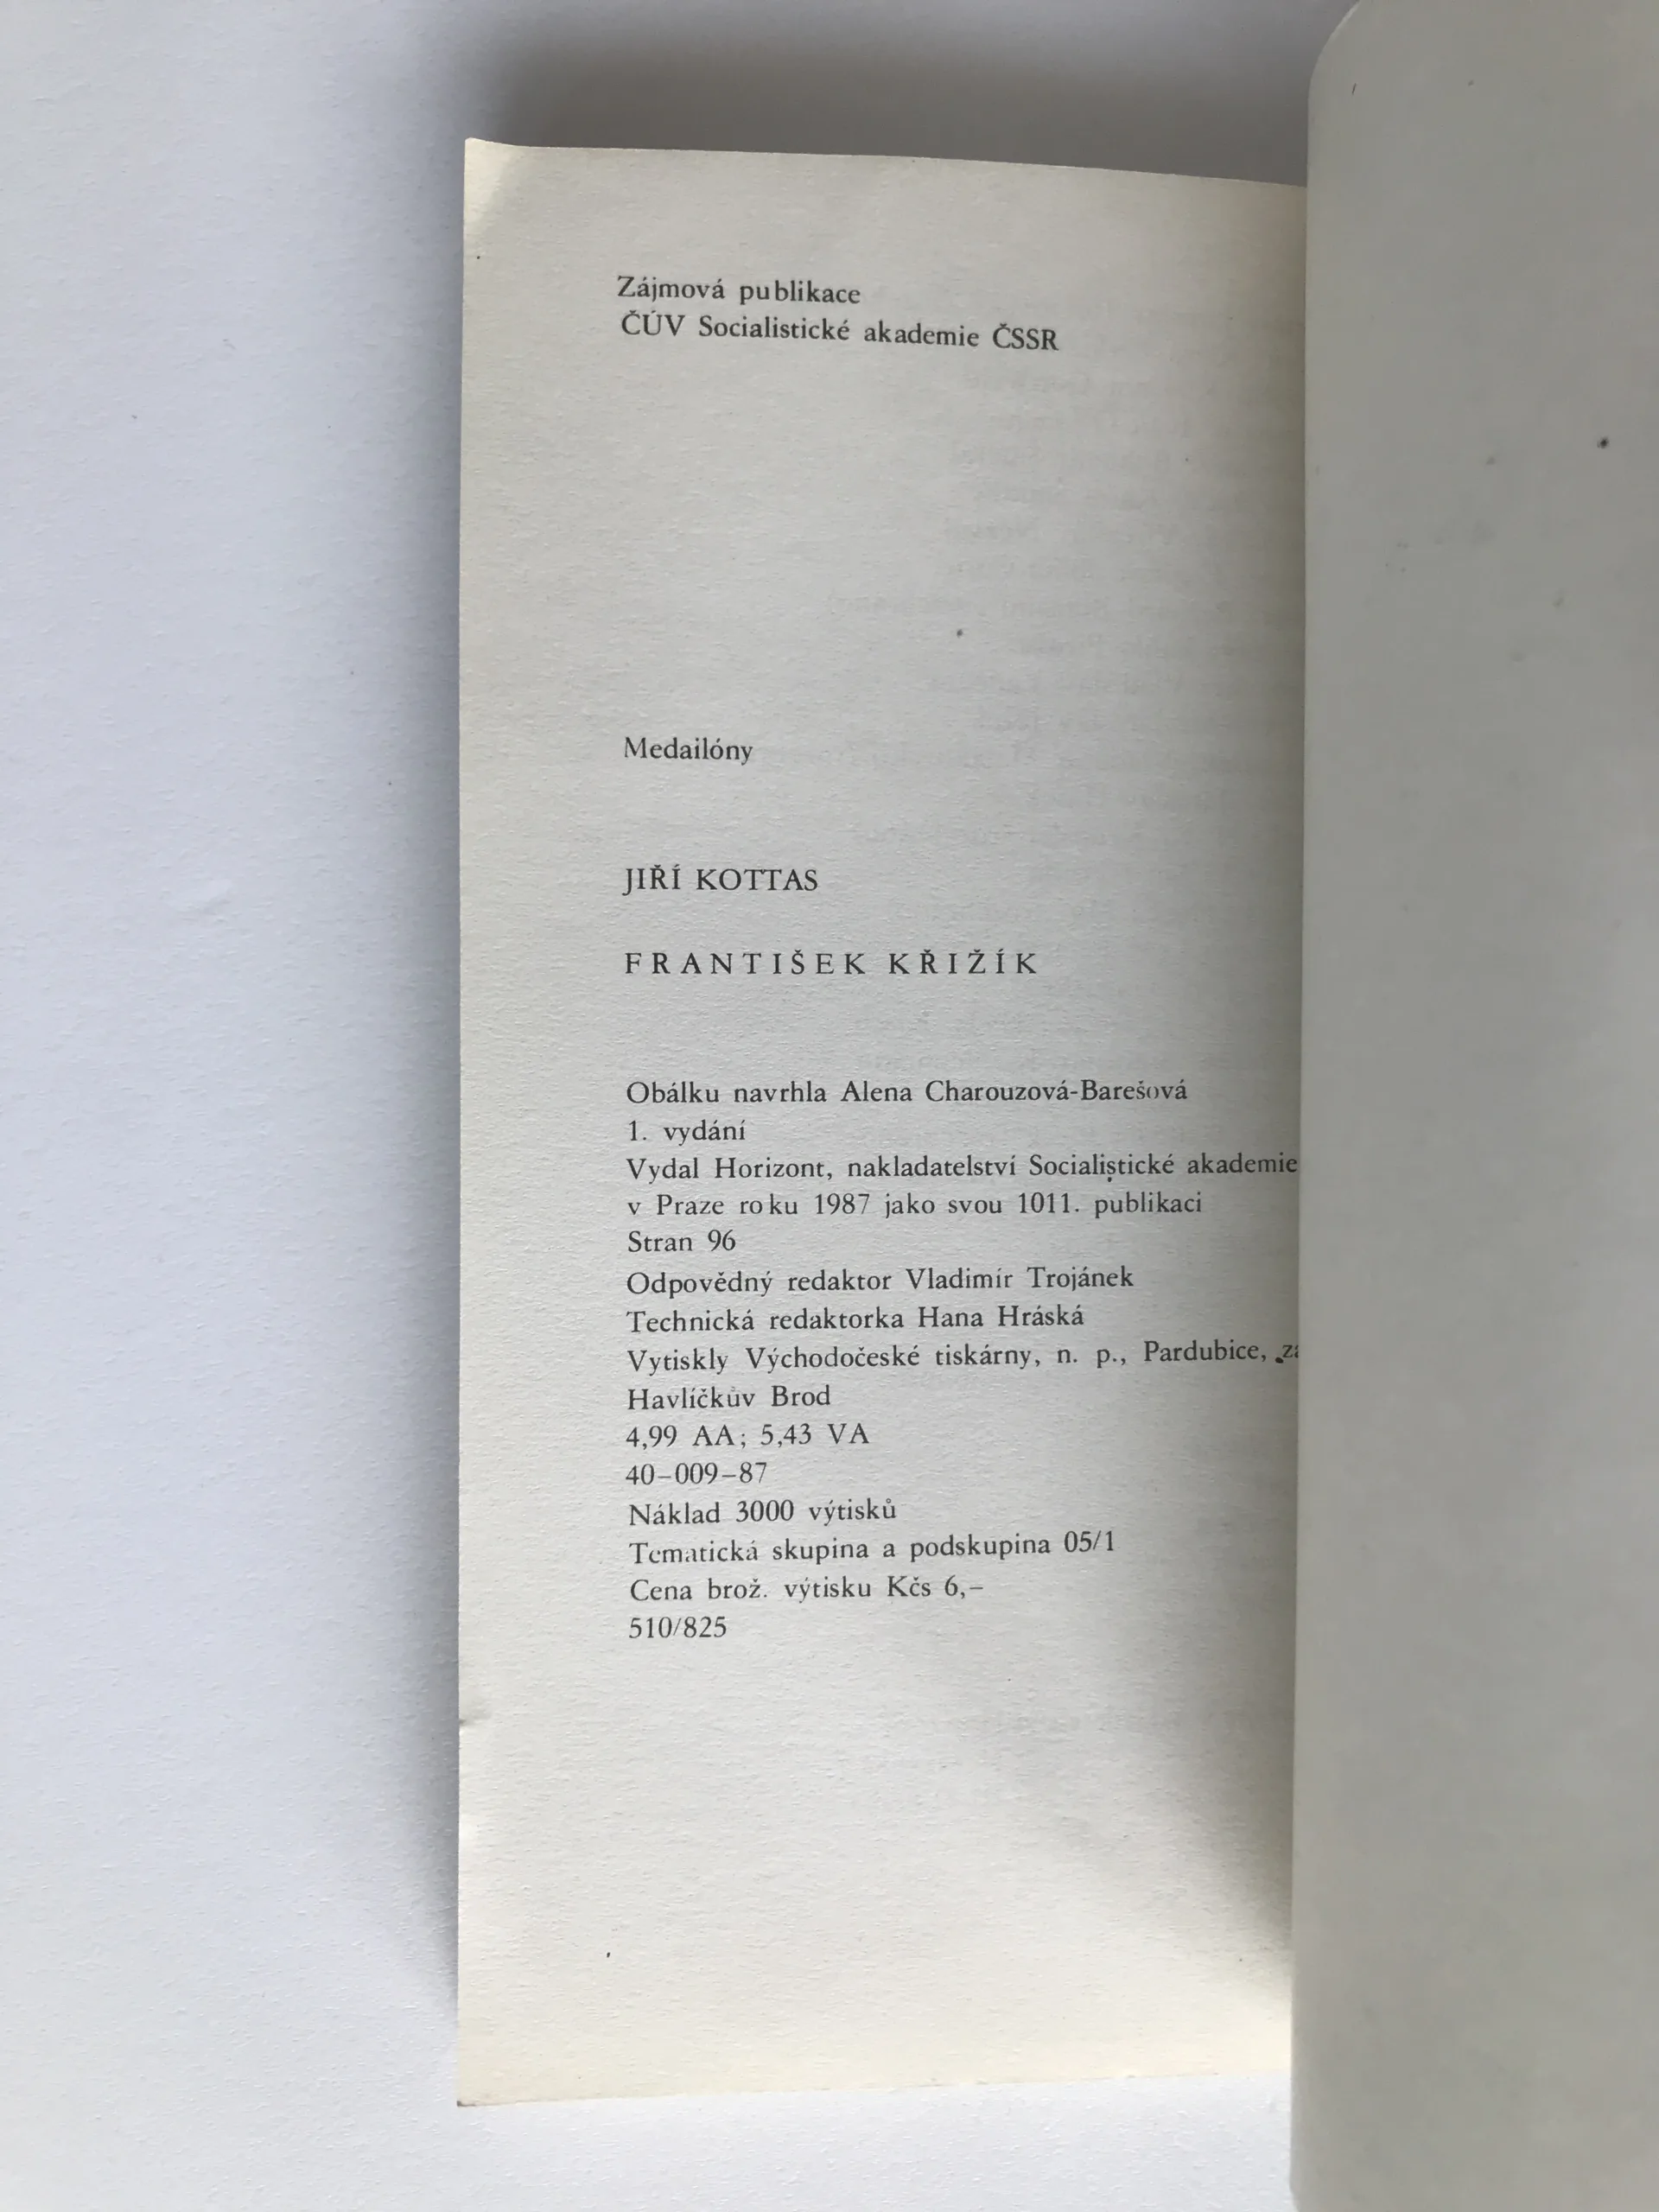 Zájmová publikace
ČÚV Socialistické akademie ČSSR
Medailóny
JIŘÍ KOTTAS
FRANTIŠEK KŘIŽÍK
Obálku navrhla Alena Charouzová-Barešová
1. vydání
Vydal Horizont, nakladatelství Socialistické akademie
v Praze roku 1987 jako svou 1011. publikaci
Stran 96
Odpovědný redaktor Vladimír Trojánek
Technická redaktorka Hana Hráská
Vytiskly Východočeské tiskárny, n. p., Pardubice,
Havlíčkův Brod
4,99 AA; 5,43 VA
40–009–87
Náklad 3000 výtisků
Tematická skupina a podskupina 05/1
Cena brož. výtisku Kčs 6,–
510/825